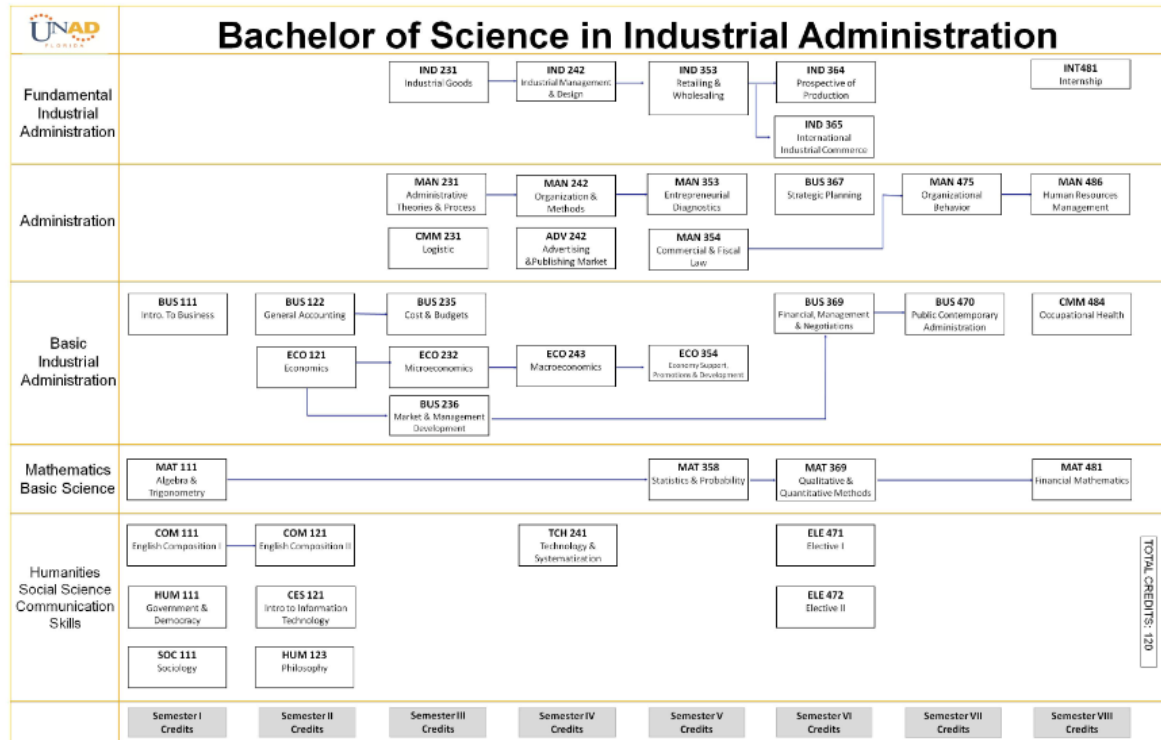 UNAD
FLORIDA
Bachelor of Science in Industrial Administration
Fundamental
Industrial
Administration
IND 231
Industrial Goods
IND 242
Industrial Management
& Design
IND 353
Retailing &
Wholesaling
IND 364
Prospective of
Production
INT481
Internship
IND 365
International
Industrial Commerce
Administration
MAN 231
Administrative
Theories & Process
MAN 242
Organization &
Methods
MAN 353
Entrepreneurial
Diagnostics
BUS 367
Strategic Planning
MAN 475
Organizational
Behavior
MAN 486
Human Resources
Management
CMM 231
Logistic
ADV 242
Advertising
&Publishing Market
MAN 354
Commercial & Fiscal
Law
Basic
Industrial
Administration
BUS 111
Intro. To Business
BUS 122
General Accounting
BUS 235
Cost & Budgets
BUS 369
Financial, Management
& Negotiations
BUS 470
Public Contemporary
Administration
CMM 484
Occupational Health
ECO 121
Economics
ECO 232
Microeconomics
ECO 243
Macroeconomics
ECO 354
Economy Support,
Promotions & Development
BUS 236
Market & Management
Development
Mathematics
Basic Science
MAT 111
Algebra &
Trigonometry
MAT 358
Statistics & Probability
MAT 369
Qualitative &
Quantitative Methods
MAT 481
Financial Mathematics
Humanities
Social Science
Communication
Skills
COM 111
English Composition I
COM 121
English Composition II
TCH 241
Technology &
Systematization
ELE 471
Elective I
HUM 111
Government &
Democracy
CES 121
Intro to Information
Technology
ELE 472
Elective II
SOC 111
Sociology
HUM 123
Philosophy
TOTAL CREDITS: 120
Semester I
Credits
Semester II
Credits
Semester III
Credits
Semester IV
Credits
Semester V
Credits
Semester VI
Credits
Semester VII
Credits
Semester VIII
Credits